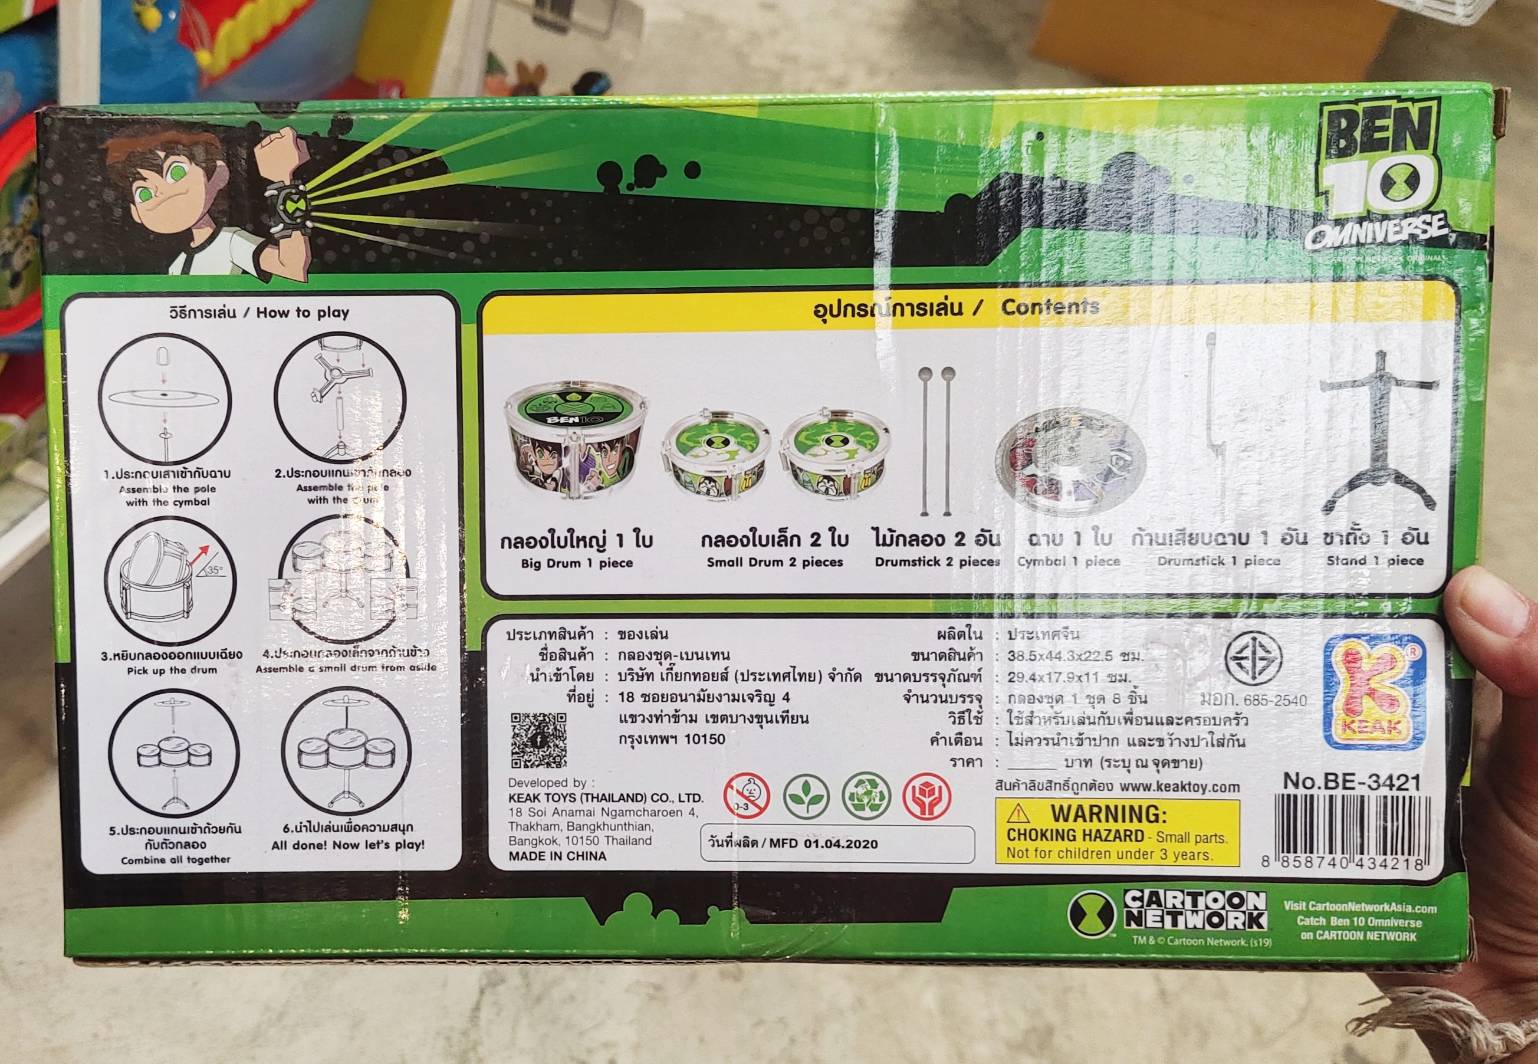 BEN
10
OMNIVERSE
วิธีการเล่น / How to play
1.ประกอบเสาเข้ากับฉาบ
Assemble the pole
with the cymbal
2.ประกอบแกนเข้ากับกลอง
Assemble the pole
with the drum
35°
3.หยิบกลองออกแบบเฉียง
Pick up the drum
4.ประกอบกลองเล็กจากด้านข้าง
Assemble a small drum from aside
5.ประกอบแกนเข้าด้วยกัน
กับตัวกลอง
Combine all together
6.นำไปเล่นเพื่อความสนุก
All done! Now let's play!
อุปกรณ์การเล่น / Contents
BEN 10
กลองใบใหญ่ 1 ใบ
Big Drum 1 piece
กลองใบเล็ก 2 ใบ
Small Drum 2 pieces
ไม้กลอง 2 อัน
Drumstick 2 pieces
ฉาบ 1 ใบ
Cymbal 1 piece
ก้านเสียบฉาบ 1 อัน
Drumstick 1 piece
ขาตั้ง 1 อัน
Stand 1 piece
ประเภทสินค้า : ของเล่น
ชื่อสินค้า : กลองชุด-เบนเทน
นำเข้าโดย : บริษัท เกี๊ยกทอยส์ (ประเทศไทย) จำกัด
ที่อยู่ : 18 ซอยอนามัยงามเจริญ 4
แขวงท่าข้าม เขตบางขุนเทียน
กรุงเทพฯ 10150
ผลิตใน : ประเทศจีน
ขนาดสินค้า : 38.5x44.3x22.5 ซม.
ขนาดบรรจุภัณฑ์ : 29.4x17.9x11 ซม.
จำนวนบรรจุ : กลองชุด 1 ชุด 8 ชิ้น
วิธีใช้ : ใช้สำหรับเล่นกับเพื่อนและครอบครัว
คำเตือน : ไม่ควรนำเข้าปาก และขว้างปาใส่กัน
ราคา : ______ บาท (ระบุ ณ จุดขาย)
สินค้าลิขสิทธิ์ถูกต้อง www.keaktoy.com
มอก. 685-2540
KEAK
®
Developed by :
KEAK TOYS (THAILAND) CO., LTD.
18 Soi Anamai Ngamcharoen 4,
Thakham, Bangkhunthian,
Bangkok, 10150 Thailand
MADE IN CHINA
0-3
วันที่ผลิต / MFD 01.04.2020
WARNING:
CHOKING HAZARD - Small parts.
Not for children under 3 years.
No.BE-3421
8 858740 434218
CARTOON
NETWORK
TM & © Cartoon Network. (s19)
Visit CartoonNetworkAsia.com
Catch Ben 10 Omniverse
on CARTOON NETWORK